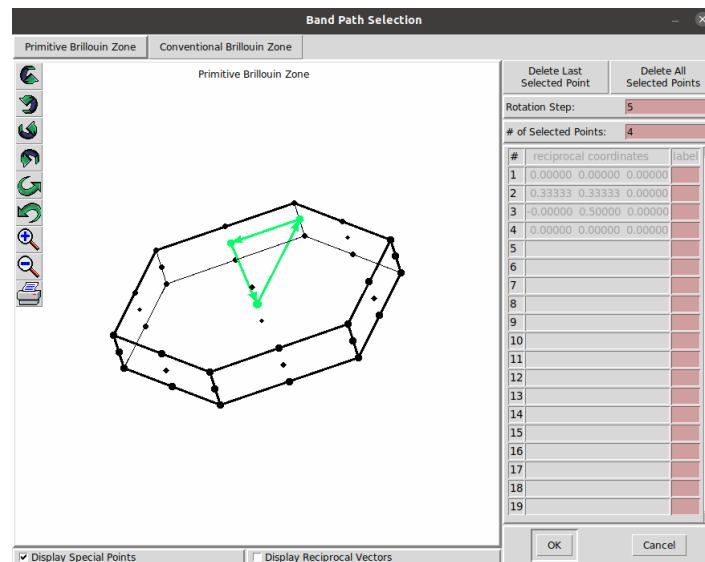 Band Path Selection
Primitive Brillouin Zone
Conventional Brillouin Zone
Primitive Brillouin Zone
Delete Last
Selected Point
Delete All
Selected Points
Rotation Step:
5
# of Selected Points:
4
# reciprocal coordinates label
1 0.00000 0.00000 0.00000
2 0.33333 0.33333 0.00000
3 -0.00000 0.50000 0.00000
4 0.00000 0.00000 0.00000
5
6
7
8
9
10
11
12
13
14
15
16
17
18
19
OK
Cancel
Display Special Points
Display Reciprocal Vectors